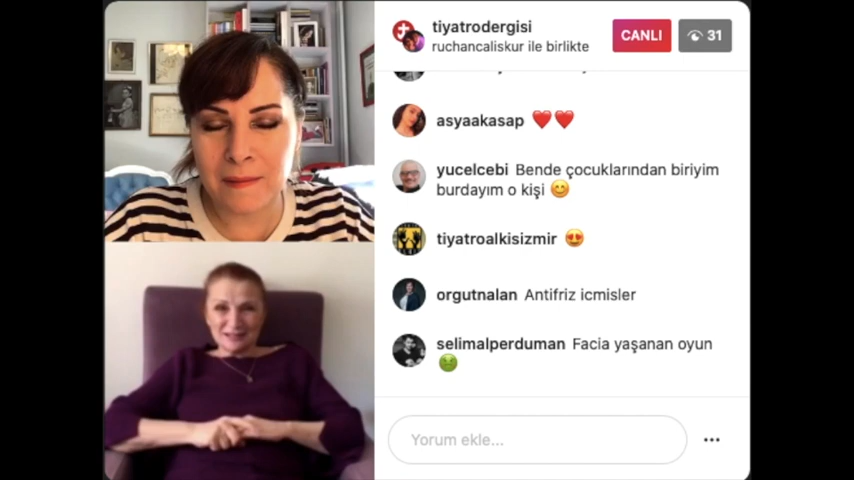 tiyatrodergisi
ruchancaliskur ile birlikte
CANLI
31
asyaakasap ❤️❤️
yucelcebi Bende çocuklarından biriyim
burdayım o kişi 😊
tiyatroalkisizmir 😍
orgutnalan Antifriz icmisler
selimalperduman Facia yaşanan oyun
🤢
Yorum ekle...